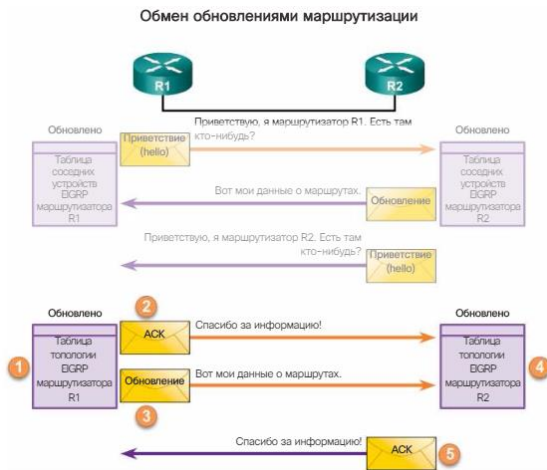 Обмен обновлениями маршрутизации
R1
R2
Приветствую, я маршрутизатор R1. Есть там
кто-нибудь?
Обновлено
Таблица
соседних
устройств
EIGRP
маршрутизатора
R1
Приветствие
(hello)
Обновлено
Таблица
соседних
устройств
EIGRP
маршрутизатора
R2
Вот мои данные о маршрутах.
Обновление
Приветствую, я маршрутизатор R2. Есть там
кто-нибудь?
Приветствие
(hello)
Обновлено
1
Таблица
топологии
EIGRP
маршрутизатора
R1
2
ACK
Спасибо за информацию!
Обновление
Вот мои данные о маршрутах.
3
Обновлено
Таблица
топологии
EIGRP
маршрутизатора
R2
4
Спасибо за информацию!
ACK
5